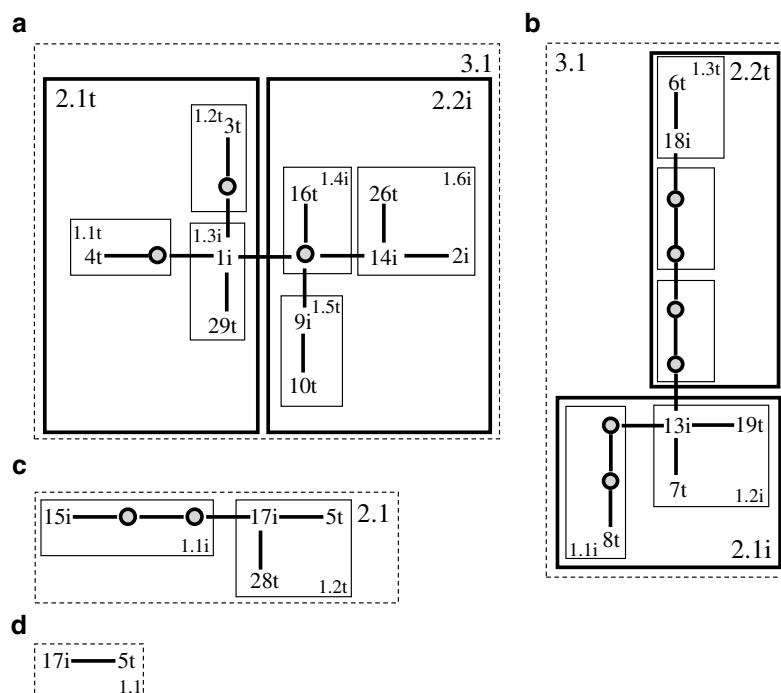 a
3.1
2.1t
2.2i
1.2t
3t
1.1t
4t
1.3i
1i
29t
1.4i
16t
1.6i
26t
14i
2i
1.5t
9i
10t
b
3.1
2.2t
1.3t
6t
18i
13i
19t
7t
1.2i
8t
1.1i
2.1i
c
2.1
15i
17i
5t
1.1i
28t
1.2t
d
17i
5t
1.1